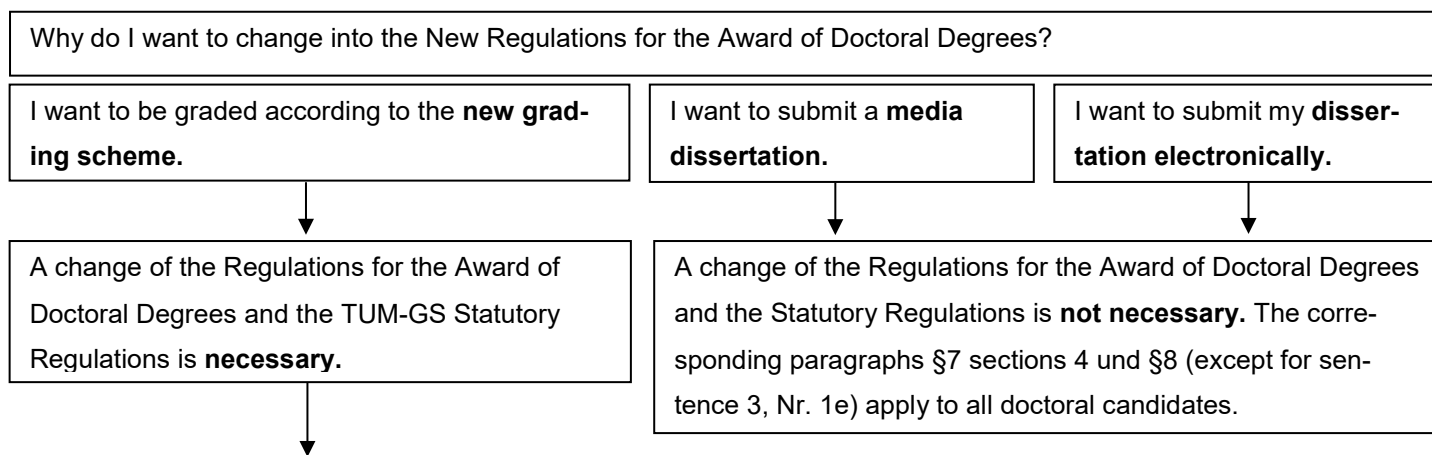 Why do I want to change into the New Regulations for the Award of Doctoral Degrees?
I want to be graded according to the new grad-
ing scheme.
I want to submit a media
dissertation.
I want to submit my disser-
tation electronically.
A change of the Regulations for the Award of
Doctoral Degrees and the TUM-GS Statutory
Regulations is necessary.
A change of the Regulations for the Award of Doctoral Degrees
and the Statutory Regulations is not necessary. The corre-
sponding paragraphs §7 sections 4 und §8 (except for sen-
tence 3, Nr. 1e) apply to all doctoral candidates.